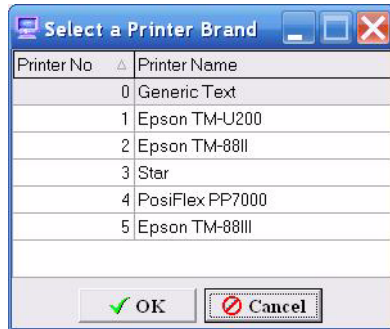 Select a Printer Brand
Printer No Printer Name
0 Generic Text
1 Epson TM-U200
2 Epson TM-88II
3 Star
4 PosiFlex PP7000
5 Epson TM-88III
OK Cancel